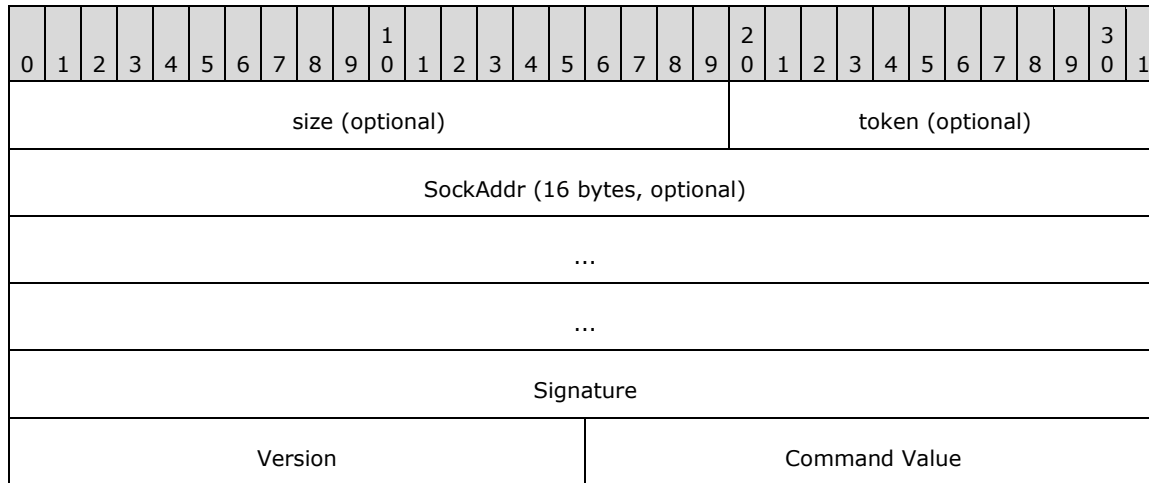 1 2 3
0 1 2 3 4 5 6 7 8 9 0 1 2 3 4 5 6 7 8 9 0 1 2 3 4 5 6 7 8 9 0 1
size (optional) token (optional)
SockAddr (16 bytes, optional)
...
...
Signature
Version Command Value